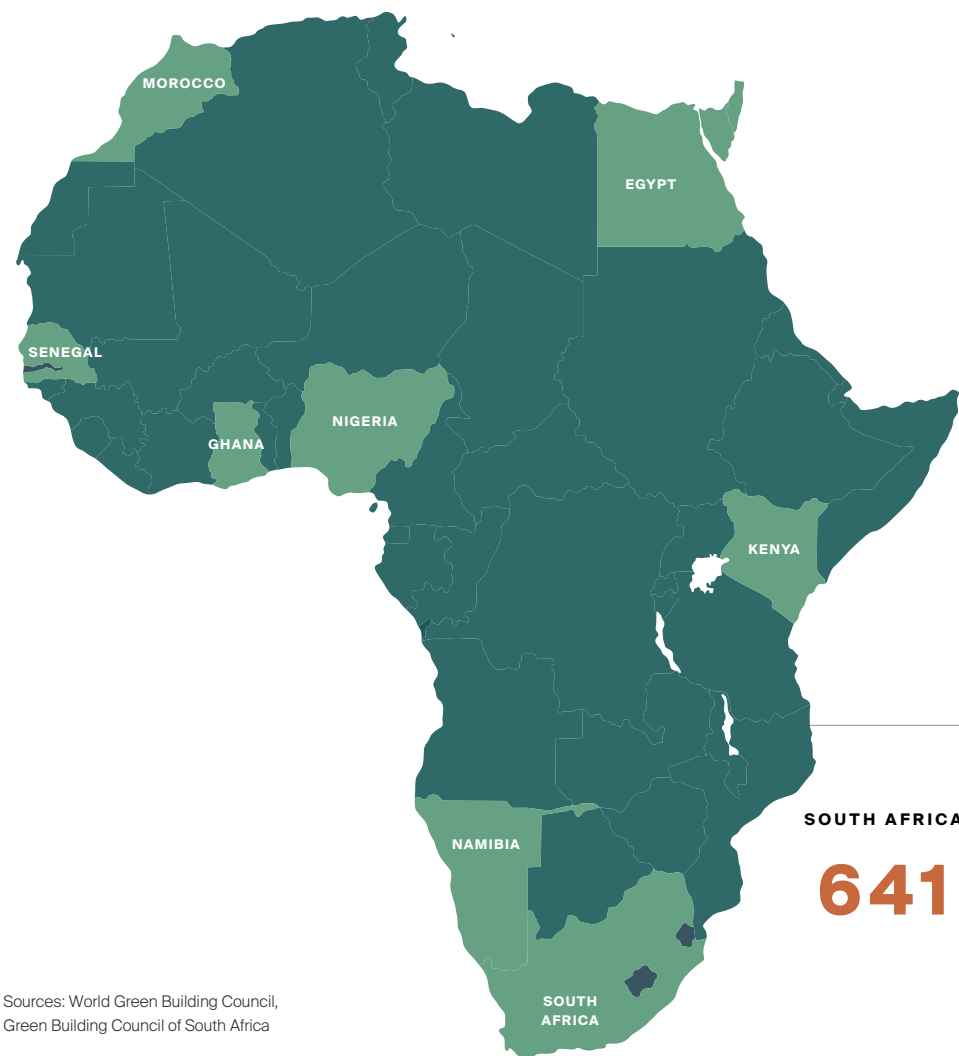 MOROCCO
EGYPT
SENEGAL
NIGERIA
GHANA
KENYA
SOUTH AFRICA
NAMIBIA
641
SOUTH
AFRICA
Sources: World Green Building Council,
Green Building Council of South Africa